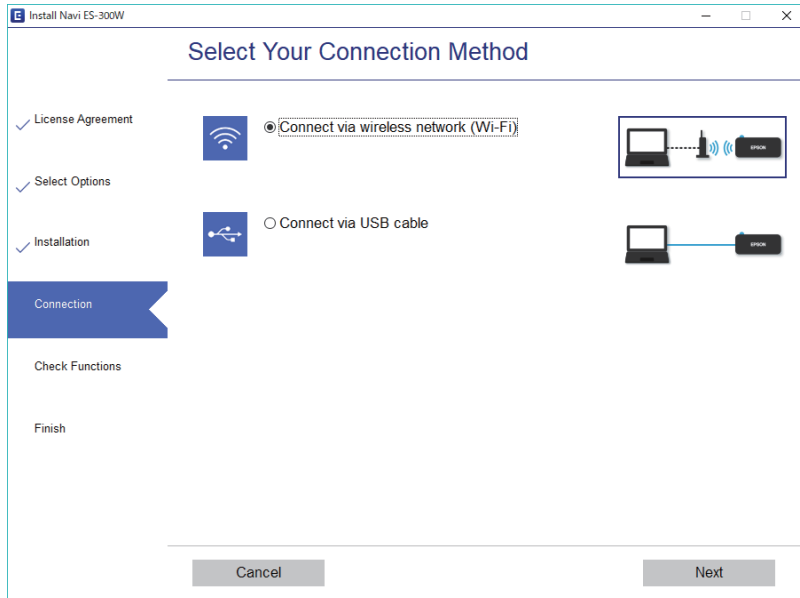 Install Navi ES-300W
Select Your Connection Method
License Agreement
Select Options
Installation
Connection
Check Functions
Finish
Connect via wireless network (Wi-Fi)
EPSON
Connect via USB cable
EPSON
Cancel
Next